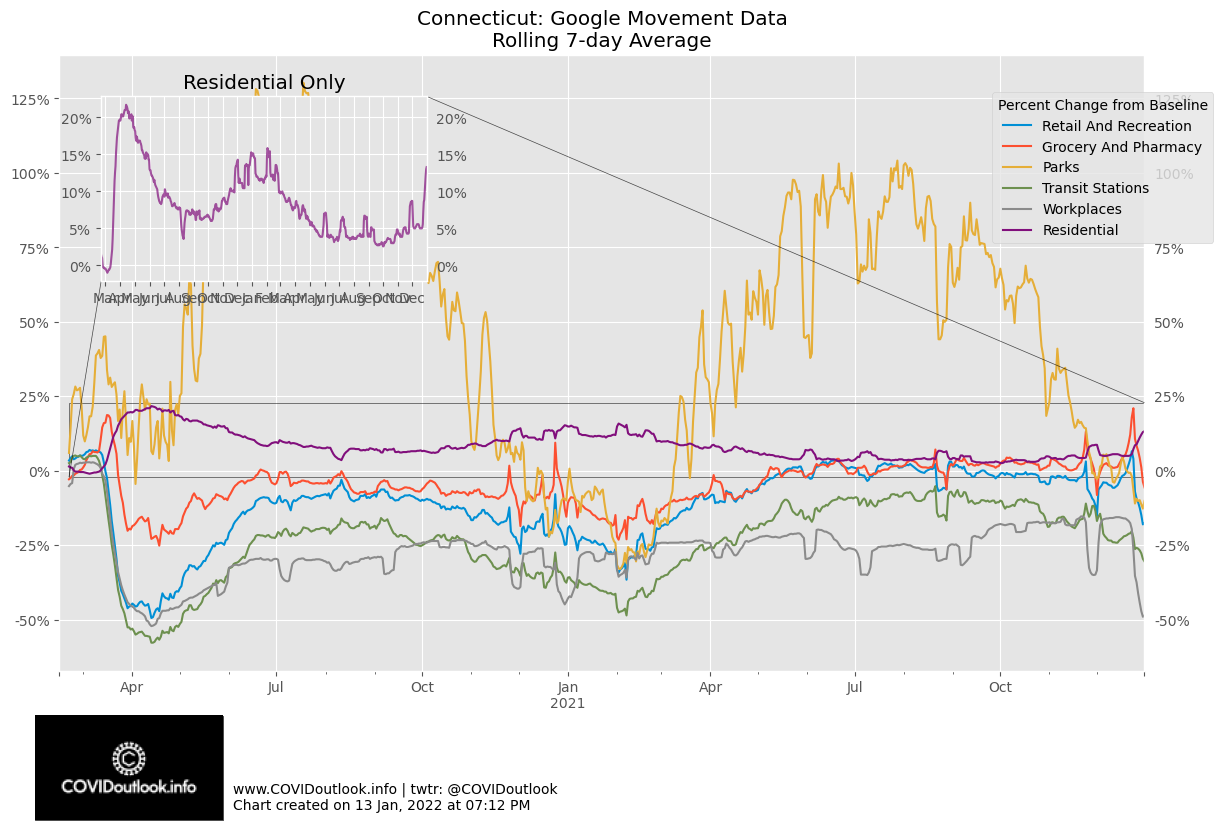 Connecticut: Google Movement Data
Rolling 7-day Average
Residential Only
125%
100%
75%
50%
25%
0%
-25%
-50%
20%
15%
10%
5%
0%
20%
15%
10%
5%
0%
Mar Apr May Jun Jul Aug Sep Oct Nov Dec Jan Feb Mar Apr May Jun Jul Aug Sep Oct Nov Dec
125%
100%
75%
50%
25%
0%
-25%
-50%
Percent Change from Baseline
Retail And Recreation
Grocery And Pharmacy
Parks
Transit Stations
Workplaces
Residential
Apr Jul Oct Jan Apr Jul Oct
2021
COVIDoutlook.info
www.COVIDoutlook.info | twtr: @COVIDoutlook
Chart created on 13 Jan, 2022 at 07:12 PM